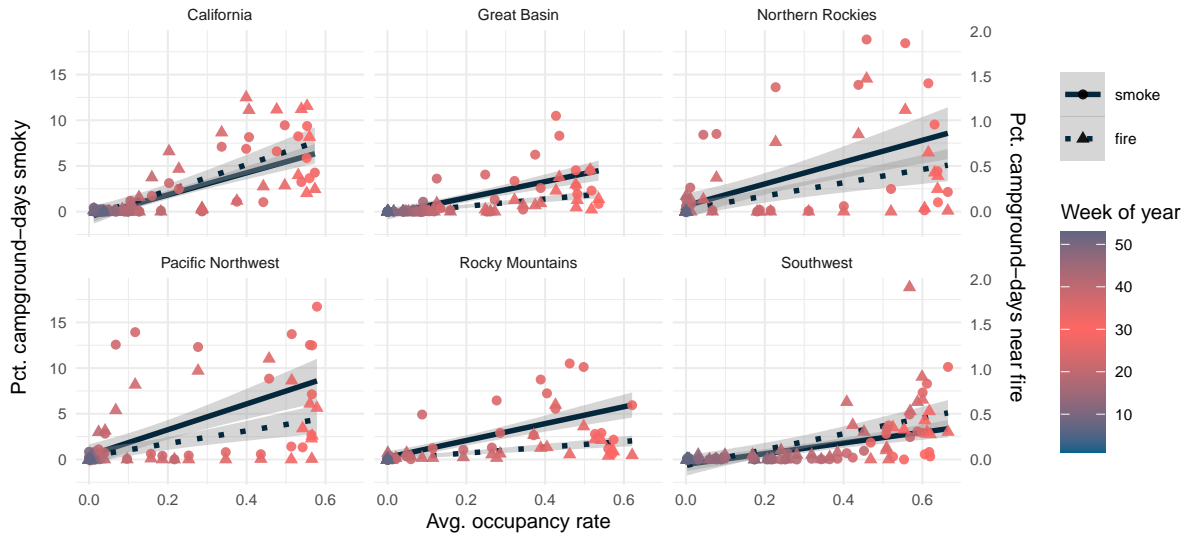 California
Great Basin
Northern Rockies
Pct. campground−days smoky
15
10
5
0
2.0
1.5
1.0
0.5
0.0
Pacific Northwest
Rocky Mountains
Southwest
15
10
5
0
2.0
1.5
1.0
0.5
0.0
Pct. campground−days near fire
0.0 0.2 0.4 0.6
0.0 0.2 0.4 0.6
0.0 0.2 0.4 0.6
Avg. occupancy rate
smoke
fire
Week of year
50
40
30
20
10